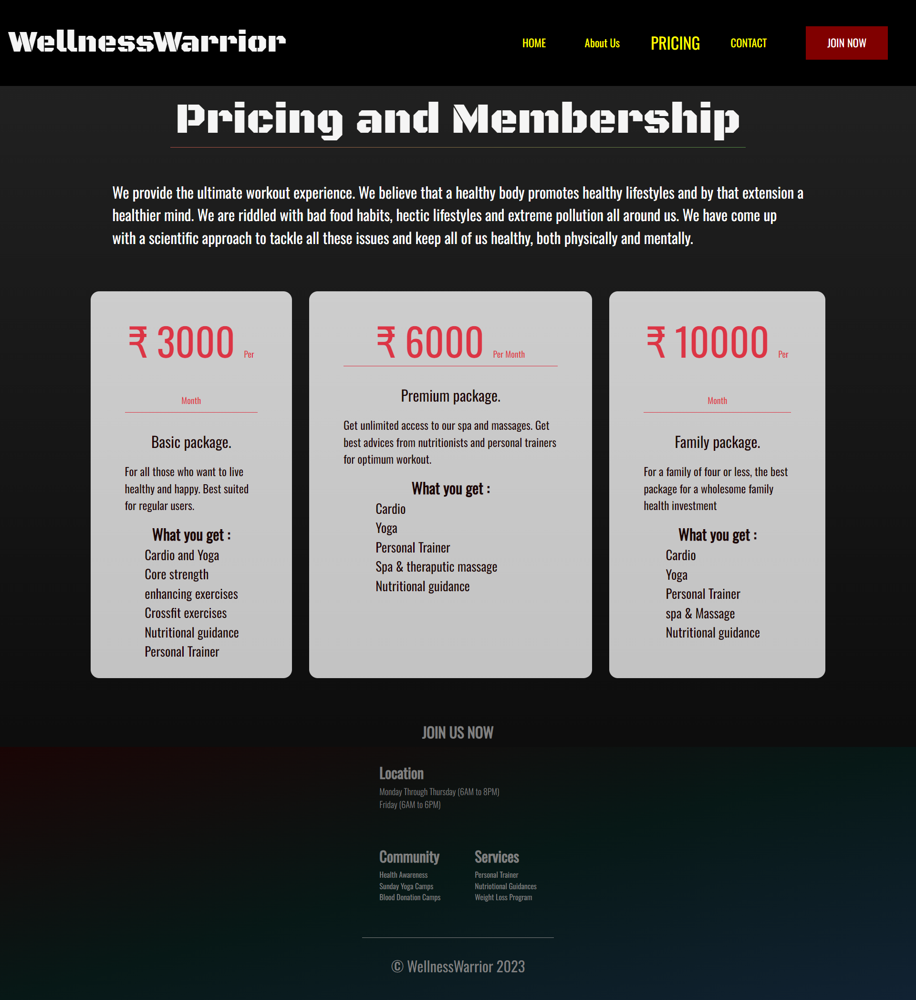 WellnessWarrior
HOME
About Us
PRICING
CONTACT
JOIN NOW
Pricing and Membership
We provide the ultimate workout experience. We believe that a healthy body promotes healthy lifestyles and by that extension a
healthier mind. We are riddled with bad food habits, hectic lifestyles and extreme pollution all around us. We have come up
with a scientific approach to tackle all these issues and keep all of us healthy, both physically and mentally.
₹ 3000 Per
Month
Basic package.
For all those who want to live
healthy and happy. Best suited
for regular users.
What you get :
Cardio and Yoga
Core strength
enhancing exercises
Crossfit exercises
Nutritional guidance
Personal Trainer
₹ 6000 Per Month
Premium package.
Get unlimited access to our spa and massages. Get
best advices from nutritionists and personal trainers
for optimum workout.
What you get :
Cardio
Yoga
Personal Trainer
Spa & theraputic massage
Nutritional guidance
₹ 10000 Per
Month
Family package.
For a family of four or less, the best
package for a wholesome family
health investment
What you get :
Cardio
Yoga
Personal Trainer
spa & Massage
Nutritional guidance
JOIN US NOW
Location
Monday Through Thursday (6AM to 8PM)
Friday (6AM to 6PM)
Community
Health Awareness
Sunday Yoga Camps
Blood Donation Camps
Services
Personal Trainer
Nutriotional Guidances
Weight Loss Program
© WellnessWarrior 2023